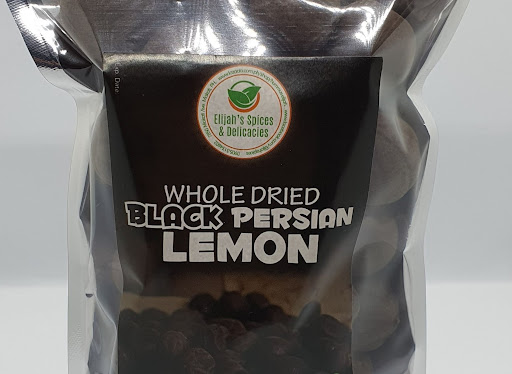 Elijah's Spices
& Delicacies
WHOLE DRIED
BLACK PERSIAN
LEMON